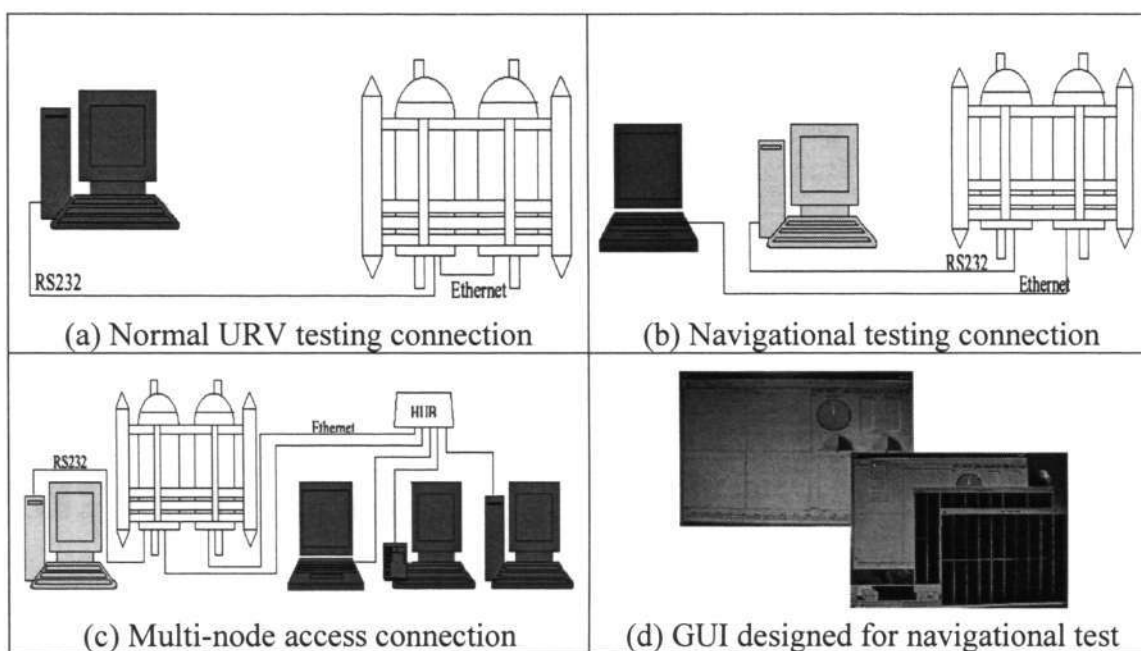 RS232
Ethernet
(a) Normal URV testing connection
RS232
Ethernet
(b) Navigational testing connection
RS232
Ethernet
HUB
(c) Multi-node access connection
(d) GUI designed for navigational test